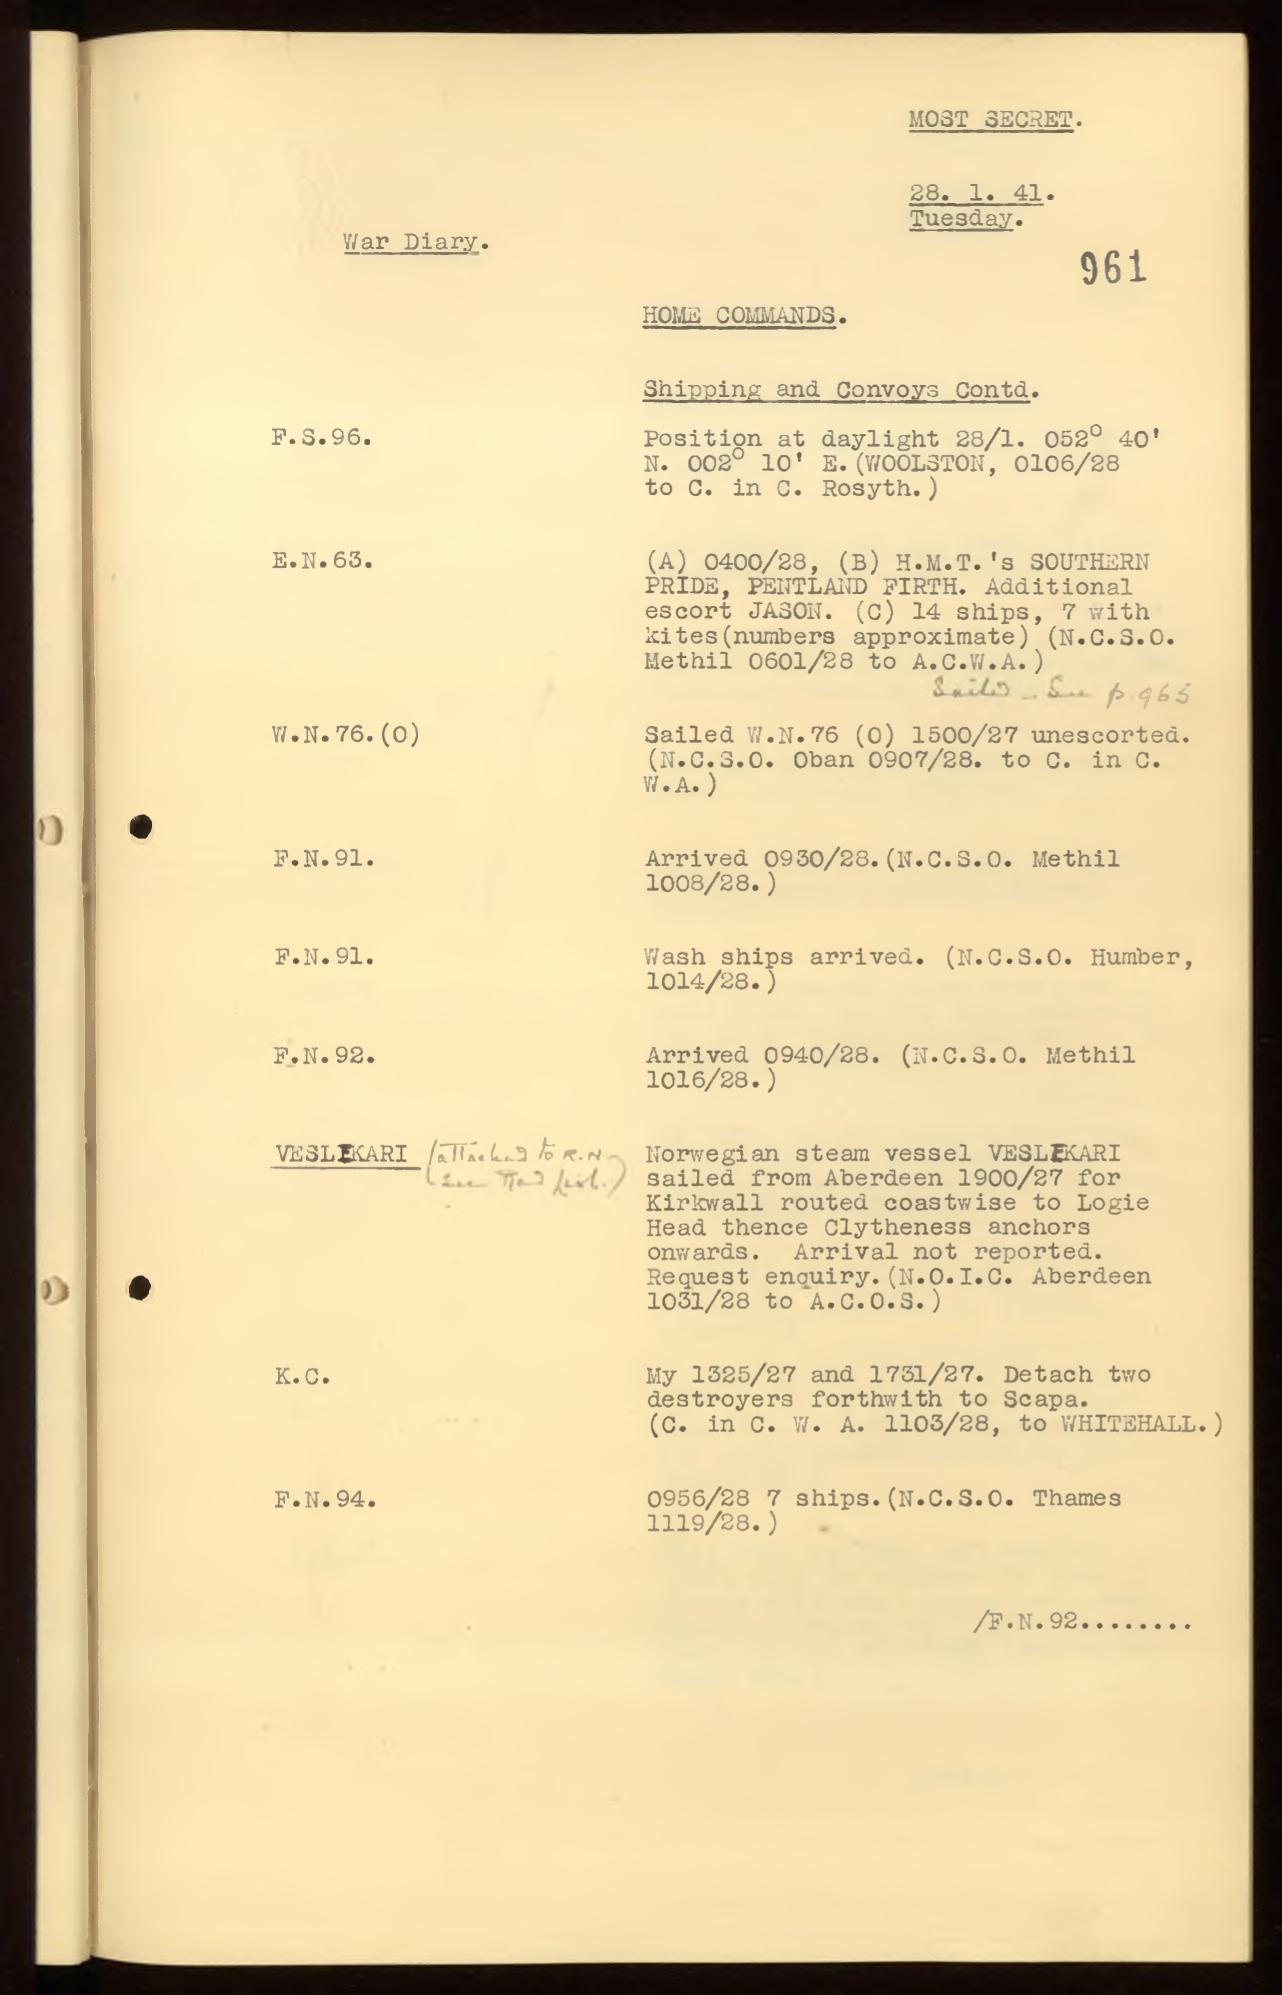 MOST SECRET.
28. 1. 41.
Tuesday.
War Diary.
961
HOME COMMANDS.
Shipping and Convoys Contd.
F.S.96.
Position at daylight 28/1. 052° 40'
N. 002° 10' E.(WOOLSTON, 0106/28
to C. in C. Rosyth.)
E.N.63.
(A) 0400/28, (B) H.M.T.'s SOUTHERN
PRIDE, PENTLAND FIRTH. Additional
escort JASON. (C) 14 ships, 7 with
kites(numbers approximate) (N.C.S.O.
Methil 0601/28 to A.C.W.A.)
Sailed - See p.965
W.N.76.(0)
Sailed W.N.76 (0) 1500/27 unescorted.
(N.C.S.O. Oban 0907/28. to C. in C.
W.A.)
F.N.91.
Arrived 0930/28.(N.C.S.O. Methil
1008/28.)
F.N.91.
Wash ships arrived. (N.C.S.O. Humber,
1014/28.)
F.N.92.
Arrived 0940/28. (N.C.S.O. Methil
1016/28.)
VESLEKARI (attached to R.N
(see Red List.)
Norwegian steam vessel VESLEKARI
sailed from Aberdeen 1900/27 for
Kirkwall routed coastwise to Logie
Head thence Clytheness anchors
onwards. Arrival not reported.
Request enquiry.(N.O.I.C. Aberdeen
1031/28 to A.C.O.S.)
K.C.
My 1325/27 and 1731/27. Detach two
destroyers forthwith to Scapa.
(C. in C. W. A. 1103/28, to WHITEHALL.)
F.N.94.
0956/28 7 ships.(N.C.S.O. Thames
1119/28.)
/F.N.92........